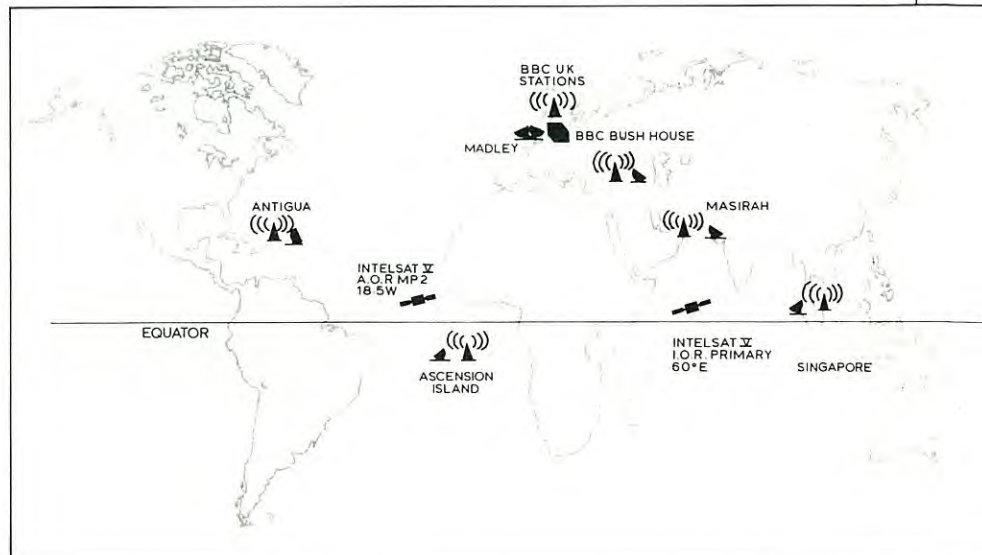 BBC UK
STATIONS
MADLEY
BBC BUSH HOUSE
ANTIGUA
MASIRAH
INTELSAT V
A.O.R MP2
18·5W
EQUATOR
ASCENSION
ISLAND
INTELSAT V
I.O.R. PRIMARY
60°E
SINGAPORE